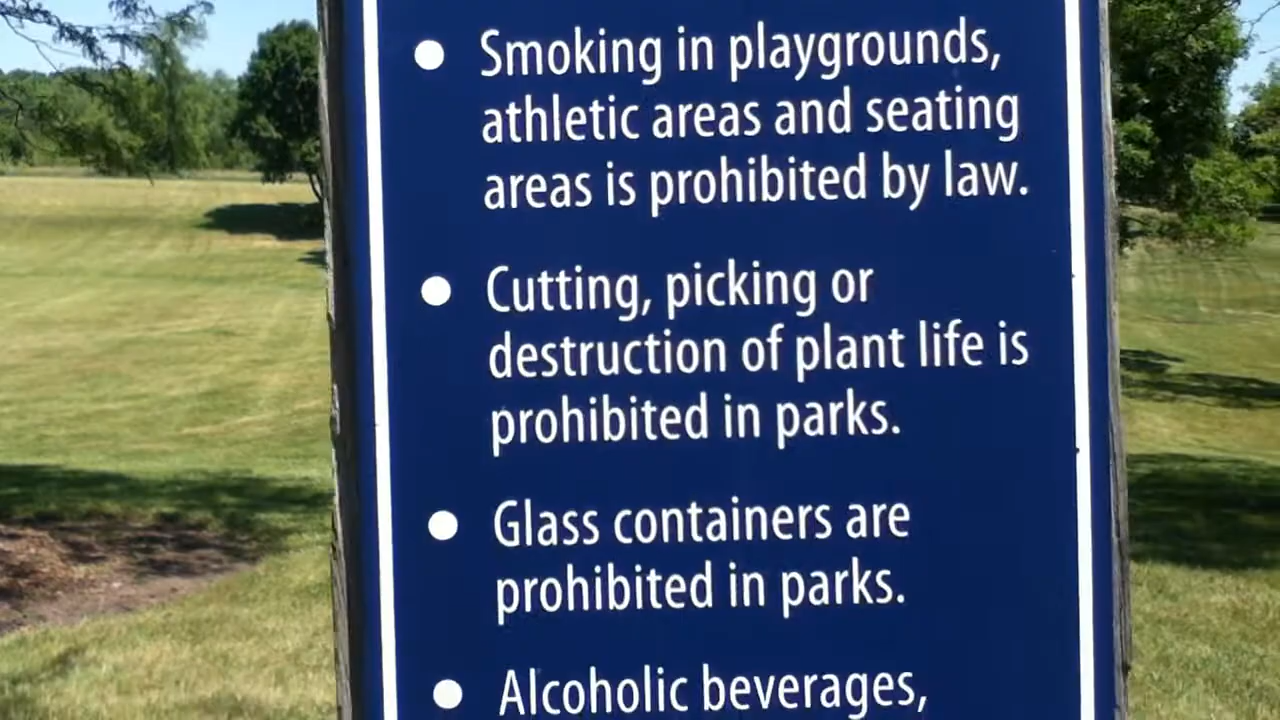 • Smoking in playgrounds,
athletic areas and seating
areas is prohibited by law.
• Cutting, picking or
destruction of plant life is
prohibited in parks.
• Glass containers are
prohibited in parks.
• Alcoholic beverages,